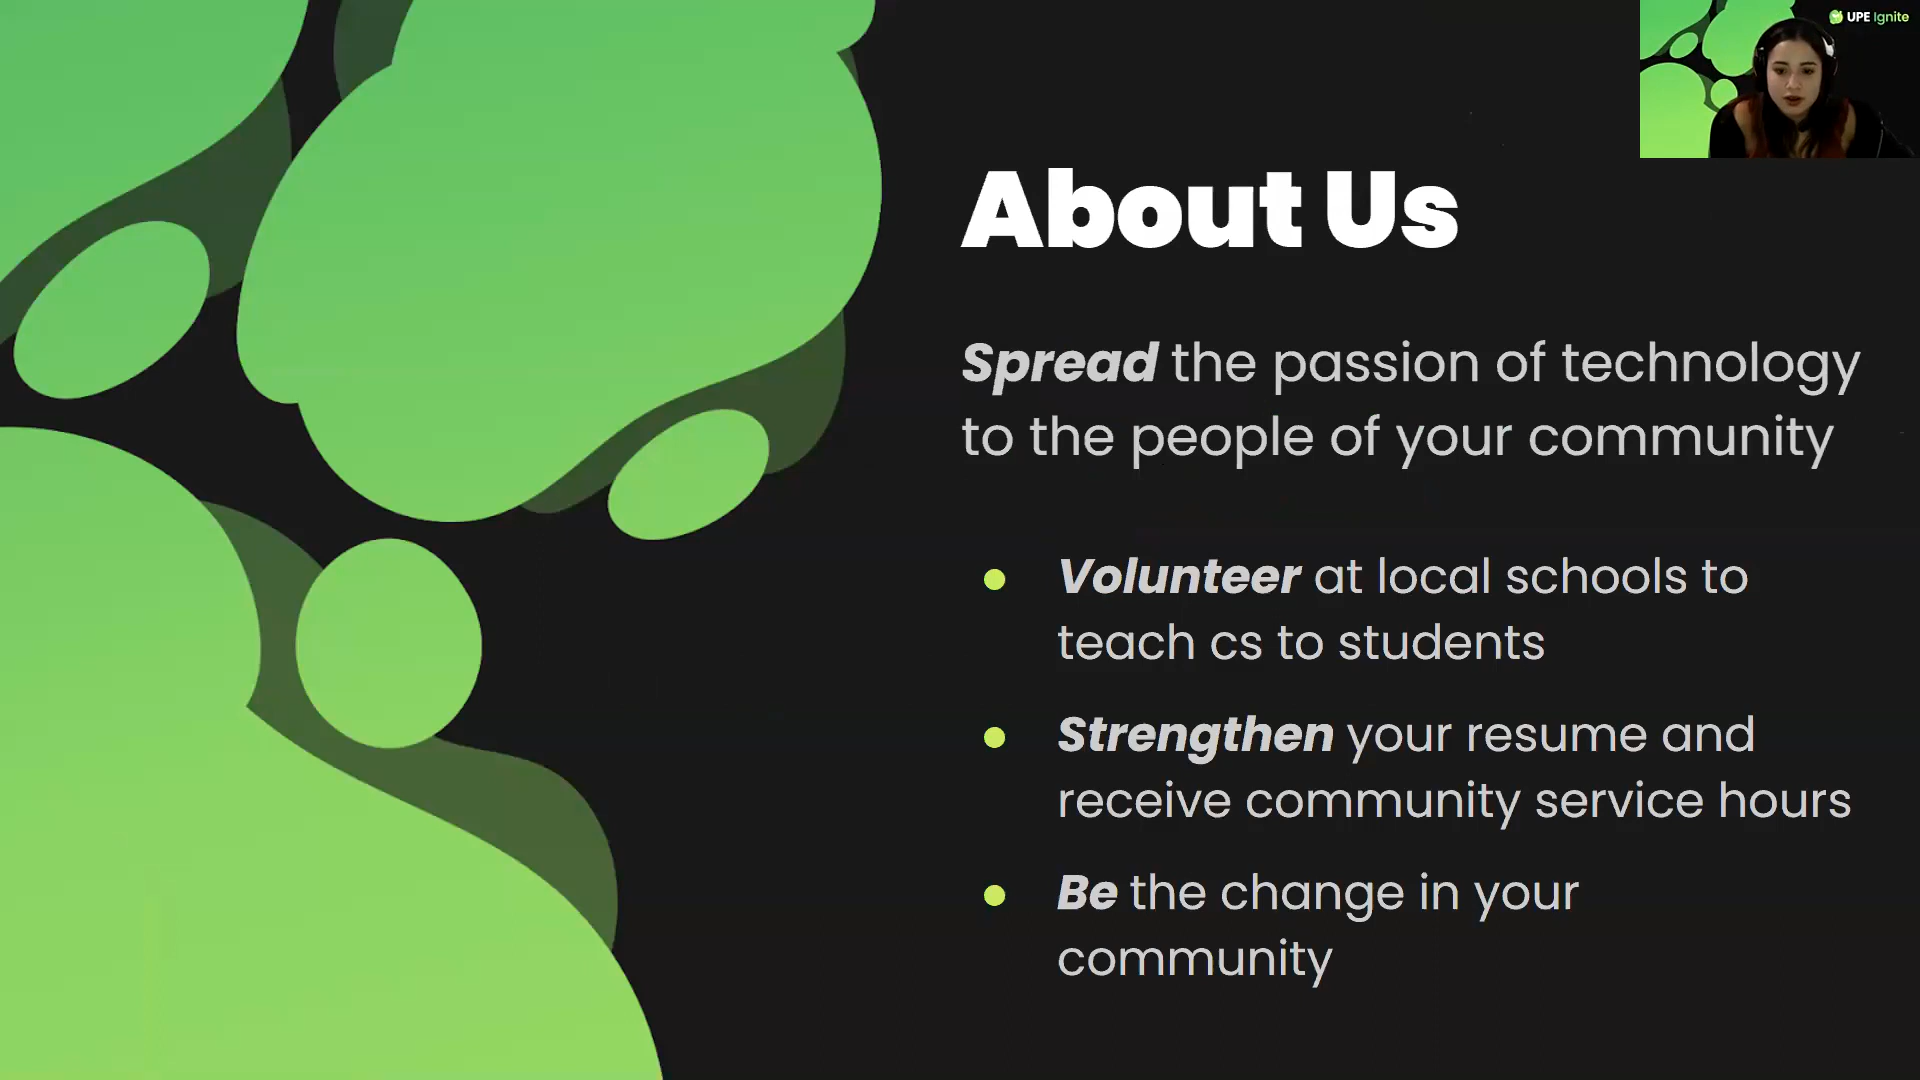 UPE Ignite
About Us
Spread the passion of technology
to the people of your community
Volunteer at local schools to
teach cs to students
Strengthen your resume and
receive community service hours
Be the change in your
community